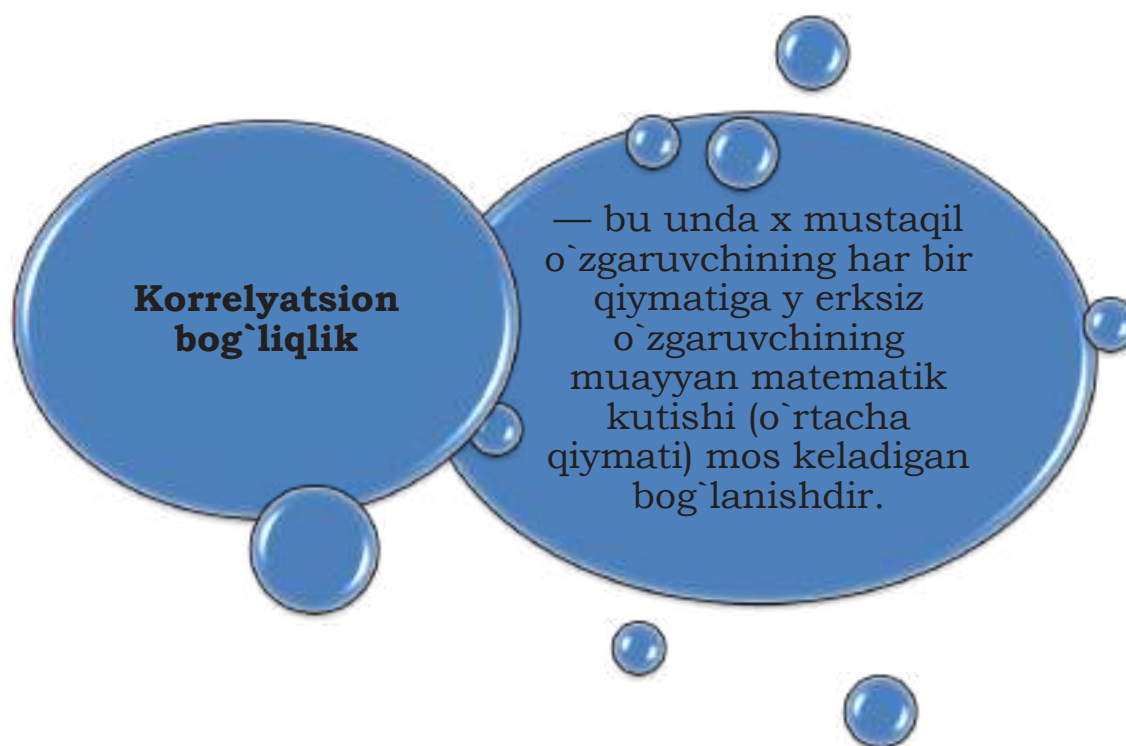 Korrelyatsion
bog`liqlik
— bu unda x mustaqil
o`zgaruvchining har bir
qiymatiga y erksiz
o`zgaruvchining
muayyan matematik
kutishi (o`rtacha
qiymati) mos keladigan
bog`lanishdir.